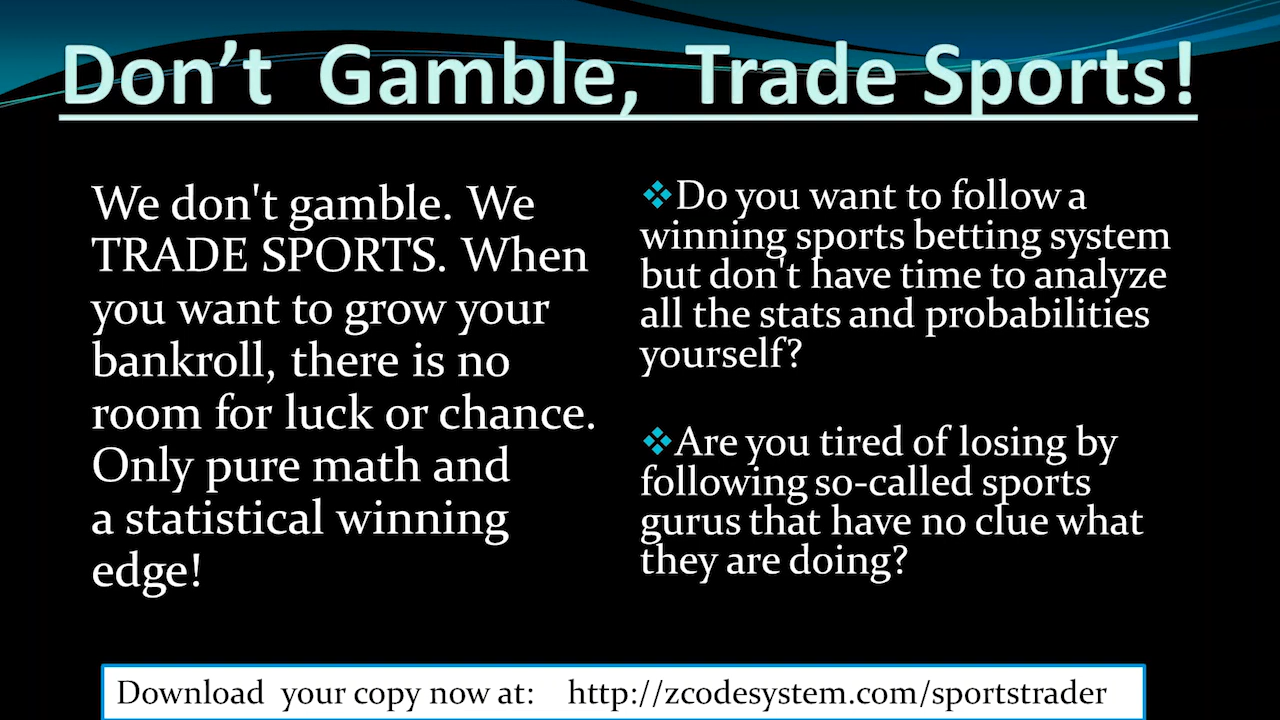 Don’t Gamble, Trade Sports!
We don't gamble. We
TRADE SPORTS. When
you want to grow your
bankroll, there is no
room for luck or chance.
Only pure math and
a statistical winning
edge!
❖Do you want to follow a
winning sports betting system
but don't have time to analyze
all the stats and probabilities
yourself?
❖Are you tired of losing by
following so-called sports
gurus that have no clue what
they are doing?
Download your copy now at: http://zcodesystem.com/sportstrader